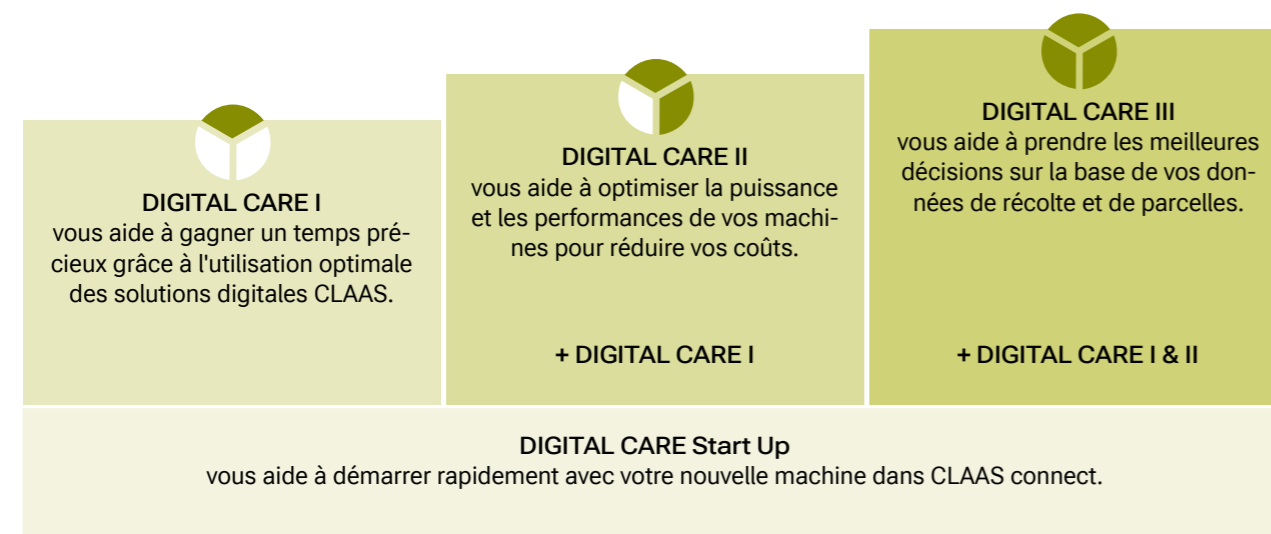 DIGITAL CARE I
vous aide à gagner un temps pré-
cieux grâce à l'utilisation optimale
des solutions digitales CLAAS.
DIGITAL CARE II
vous aide à optimiser la puissance
et les performances de vos machi-
nes pour réduire vos coûts.
+ DIGITAL CARE I
DIGITAL CARE III
vous aide à prendre les meilleures
décisions sur la base de vos don-
nées de récolte et de parcelles.
+ DIGITAL CARE I & II
DIGITAL CARE Start Up
vous aide à démarrer rapidement avec votre nouvelle machine dans CLAAS connect.